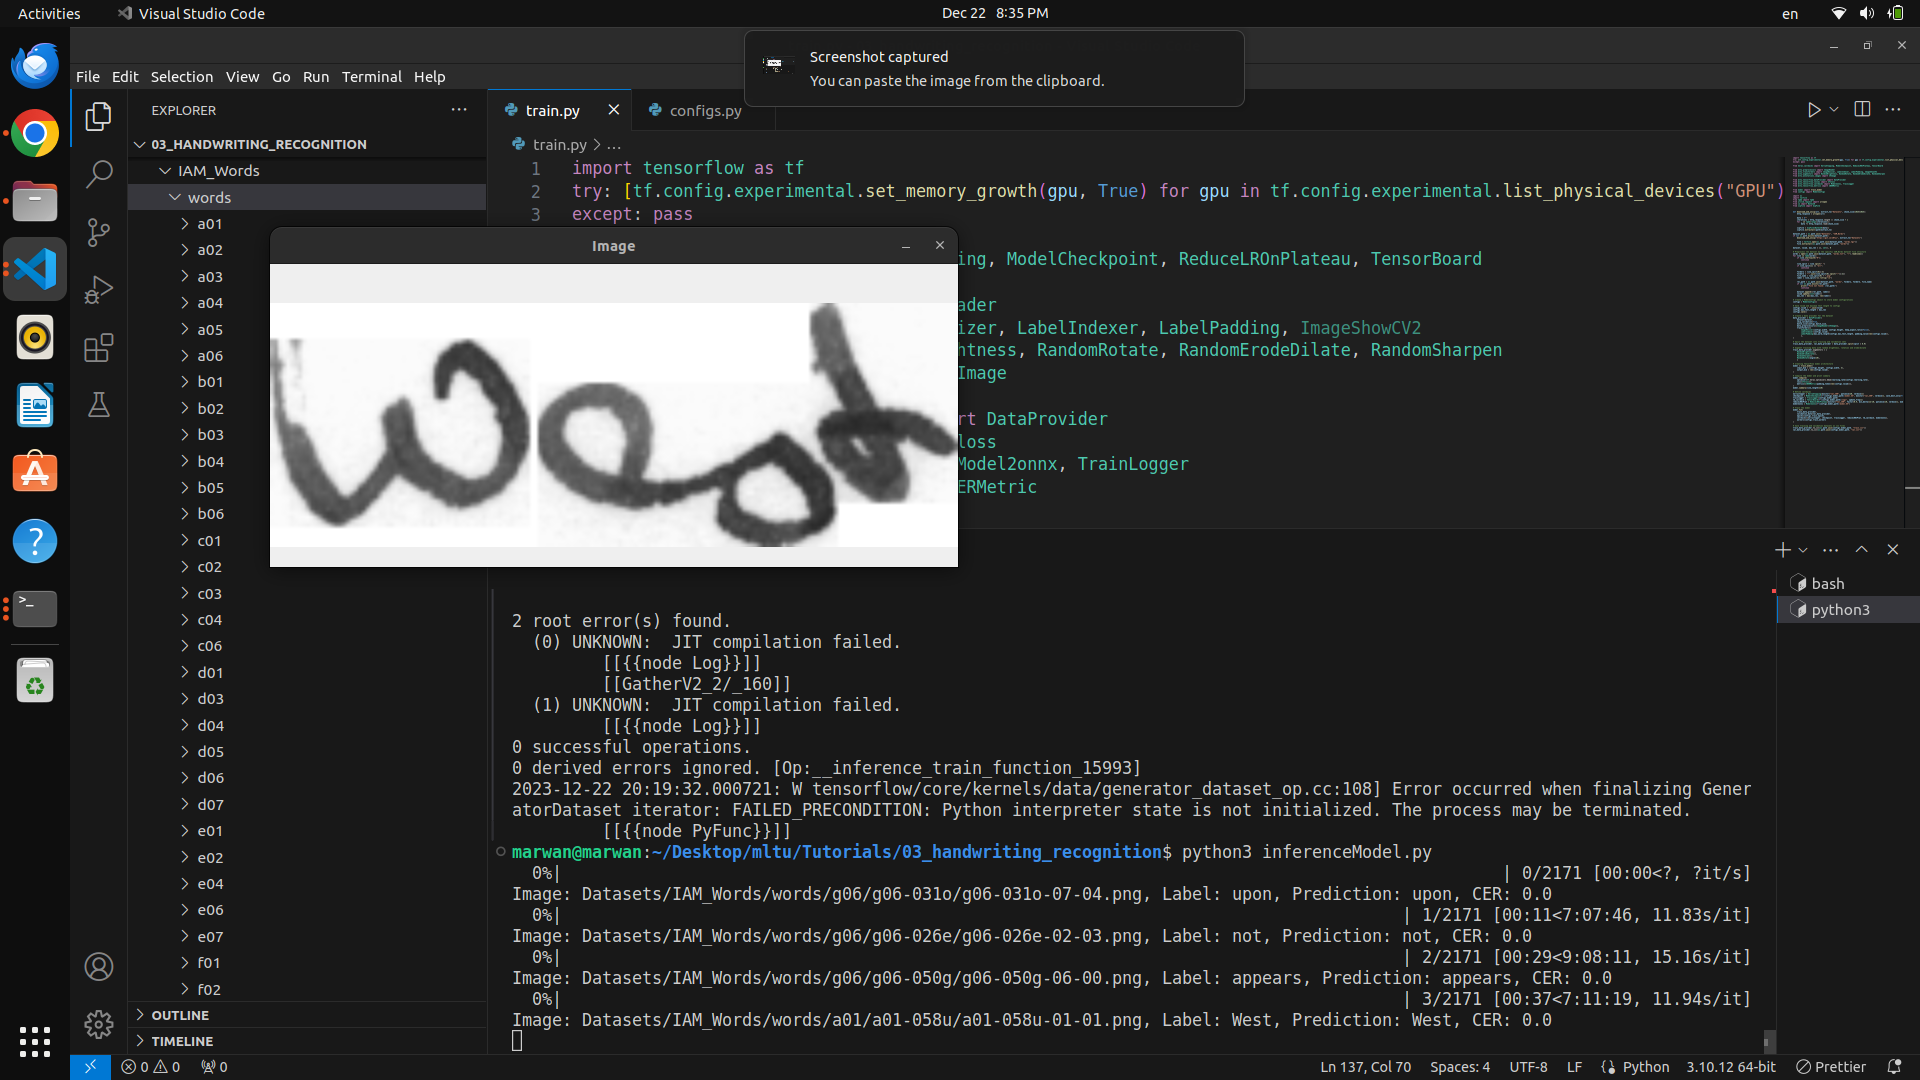 Activities
Visual Studio Code
Dec 22 8:35 PM
en
Screenshot captured
You can paste the image from the clipboard.
File Edit Selection View Go Run Terminal Help
EXPLORER
train.py
configs.py
03_HANDWRITING_RECOGNITION
IAM_Words
words
a01
a02
a03
a04
a05
a06
b01
b02
b03
b04
b05
b06
c01
c02
c03
c04
c06
d01
d03
d04
d05
d06
d07
e01
e02
e04
e06
e07
f01
f02
OUTLINE
TIMELINE
train.py > ...
1 import tensorflow as tf
2 try: [tf.config.experimental.set_memory_growth(gpu, True) for gpu in tf.config.experimental.list_physical_devices("GPU")
3 except: pass
ing, ModelCheckpoint, ReduceLROnPlateau, TensorBoard
ader
izer, LabelIndexer, LabelPadding, ImageShowCV2
htness, RandomRotate, RandomErodeDilate, RandomSharpen
Image
rt DataProvider
loss
Model2onnx, TrainLogger
ERMetric
Image
West
bash
python3
2 root error(s) found.
(0) UNKNOWN:  JIT compilation failed.
[[{{node Log}}]]
[[GatherV2_2/_160]]
(1) UNKNOWN:  JIT compilation failed.
[[{{node Log}}]]
0 successful operations.
0 derived errors ignored. [Op:__inference_train_function_15993]
2023-12-22 20:19:32.000721: W tensorflow/core/kernels/data/generator_dataset_op.cc:108] Error occurred when finalizing Gener
atorDataset iterator: FAILED_PRECONDITION: Python interpreter state is not initialized. The process may be terminated.
[[{{node PyFunc}}]]
marwan@marwan:~/Desktop/mltu/Tutorials/03_handwriting_recognition$ python3 inferenceModel.py
0%| | 0/2171 [00:00<?, ?it/s]
Image: Datasets/IAM_Words/words/g06/g06-031o/g06-031o-07-04.png, Label: upon, Prediction: upon, CER: 0.0
0%| | 1/2171 [00:11<7:07:46, 11.83s/it]
Image: Datasets/IAM_Words/words/g06/g06-026e/g06-026e-02-03.png, Label: not, Prediction: not, CER: 0.0
0%| | 2/2171 [00:29<9:08:11, 15.16s/it]
Image: Datasets/IAM_Words/words/g06/g06-050g/g06-050g-06-00.png, Label: appears, Prediction: appears, CER: 0.0
0%| | 3/2171 [00:37<7:11:19, 11.94s/it]
Image: Datasets/IAM_Words/words/a01/a01-058u/a01-058u-01-01.png, Label: West, Prediction: West, CER: 0.0
0 0 0
Ln 137, Col 70 Spaces: 4 UTF-8 LF Python 3.10.12 64-bit Prettier